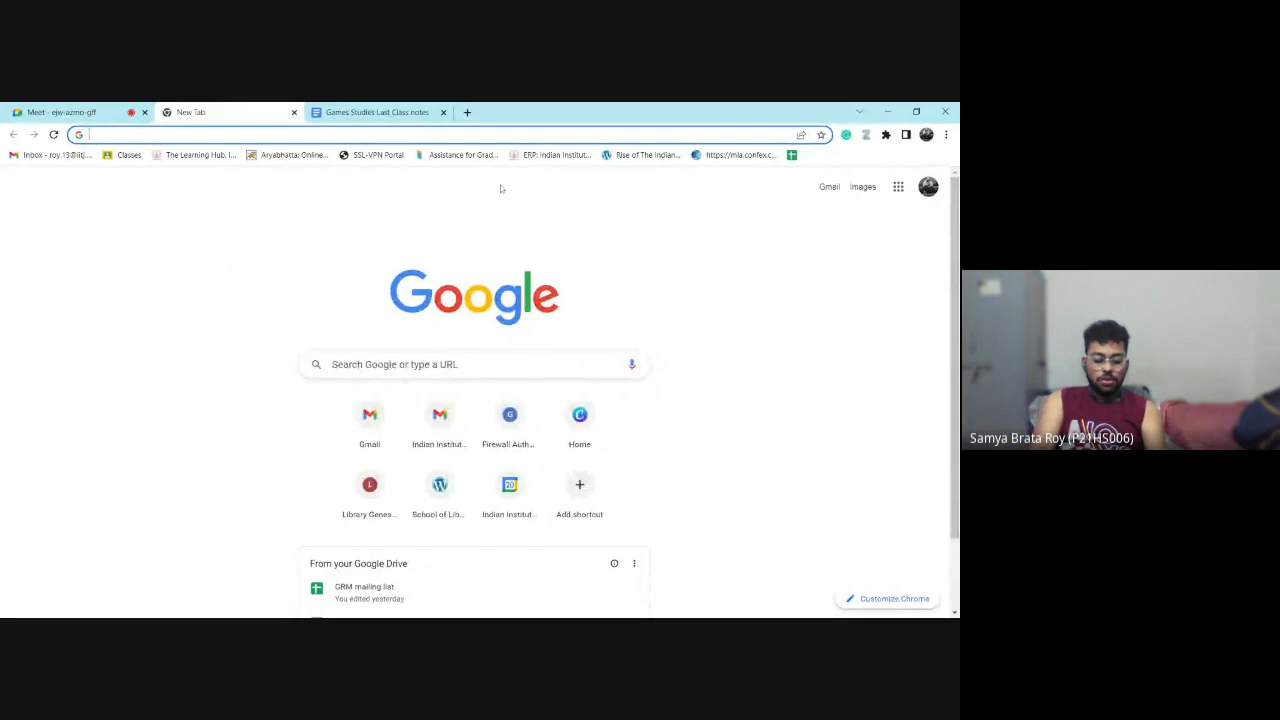 Meet - ejw-azmo-gff
New Tab
Games Studies Last Class notes
Inbox - roy.13@iitj....
Classes
The Learning Hub, I...
Aryabhatta: Online...
SSL-VPN Portal
Assistance for Grad...
ERP: Indian Institut...
Rise of The Indian...
https://mla.confex.c...
Gmail
Images
Google
Search Google or type a URL
Gmail
Indian Institut...
Firewall Auth...
Home
Library Genes...
School of Lib...
Indian Institut...
Add shortcut
From your Google Drive
GRM mailing list
You edited yesterday
Customize Chrome
Samya Brata Roy (P21HS006)